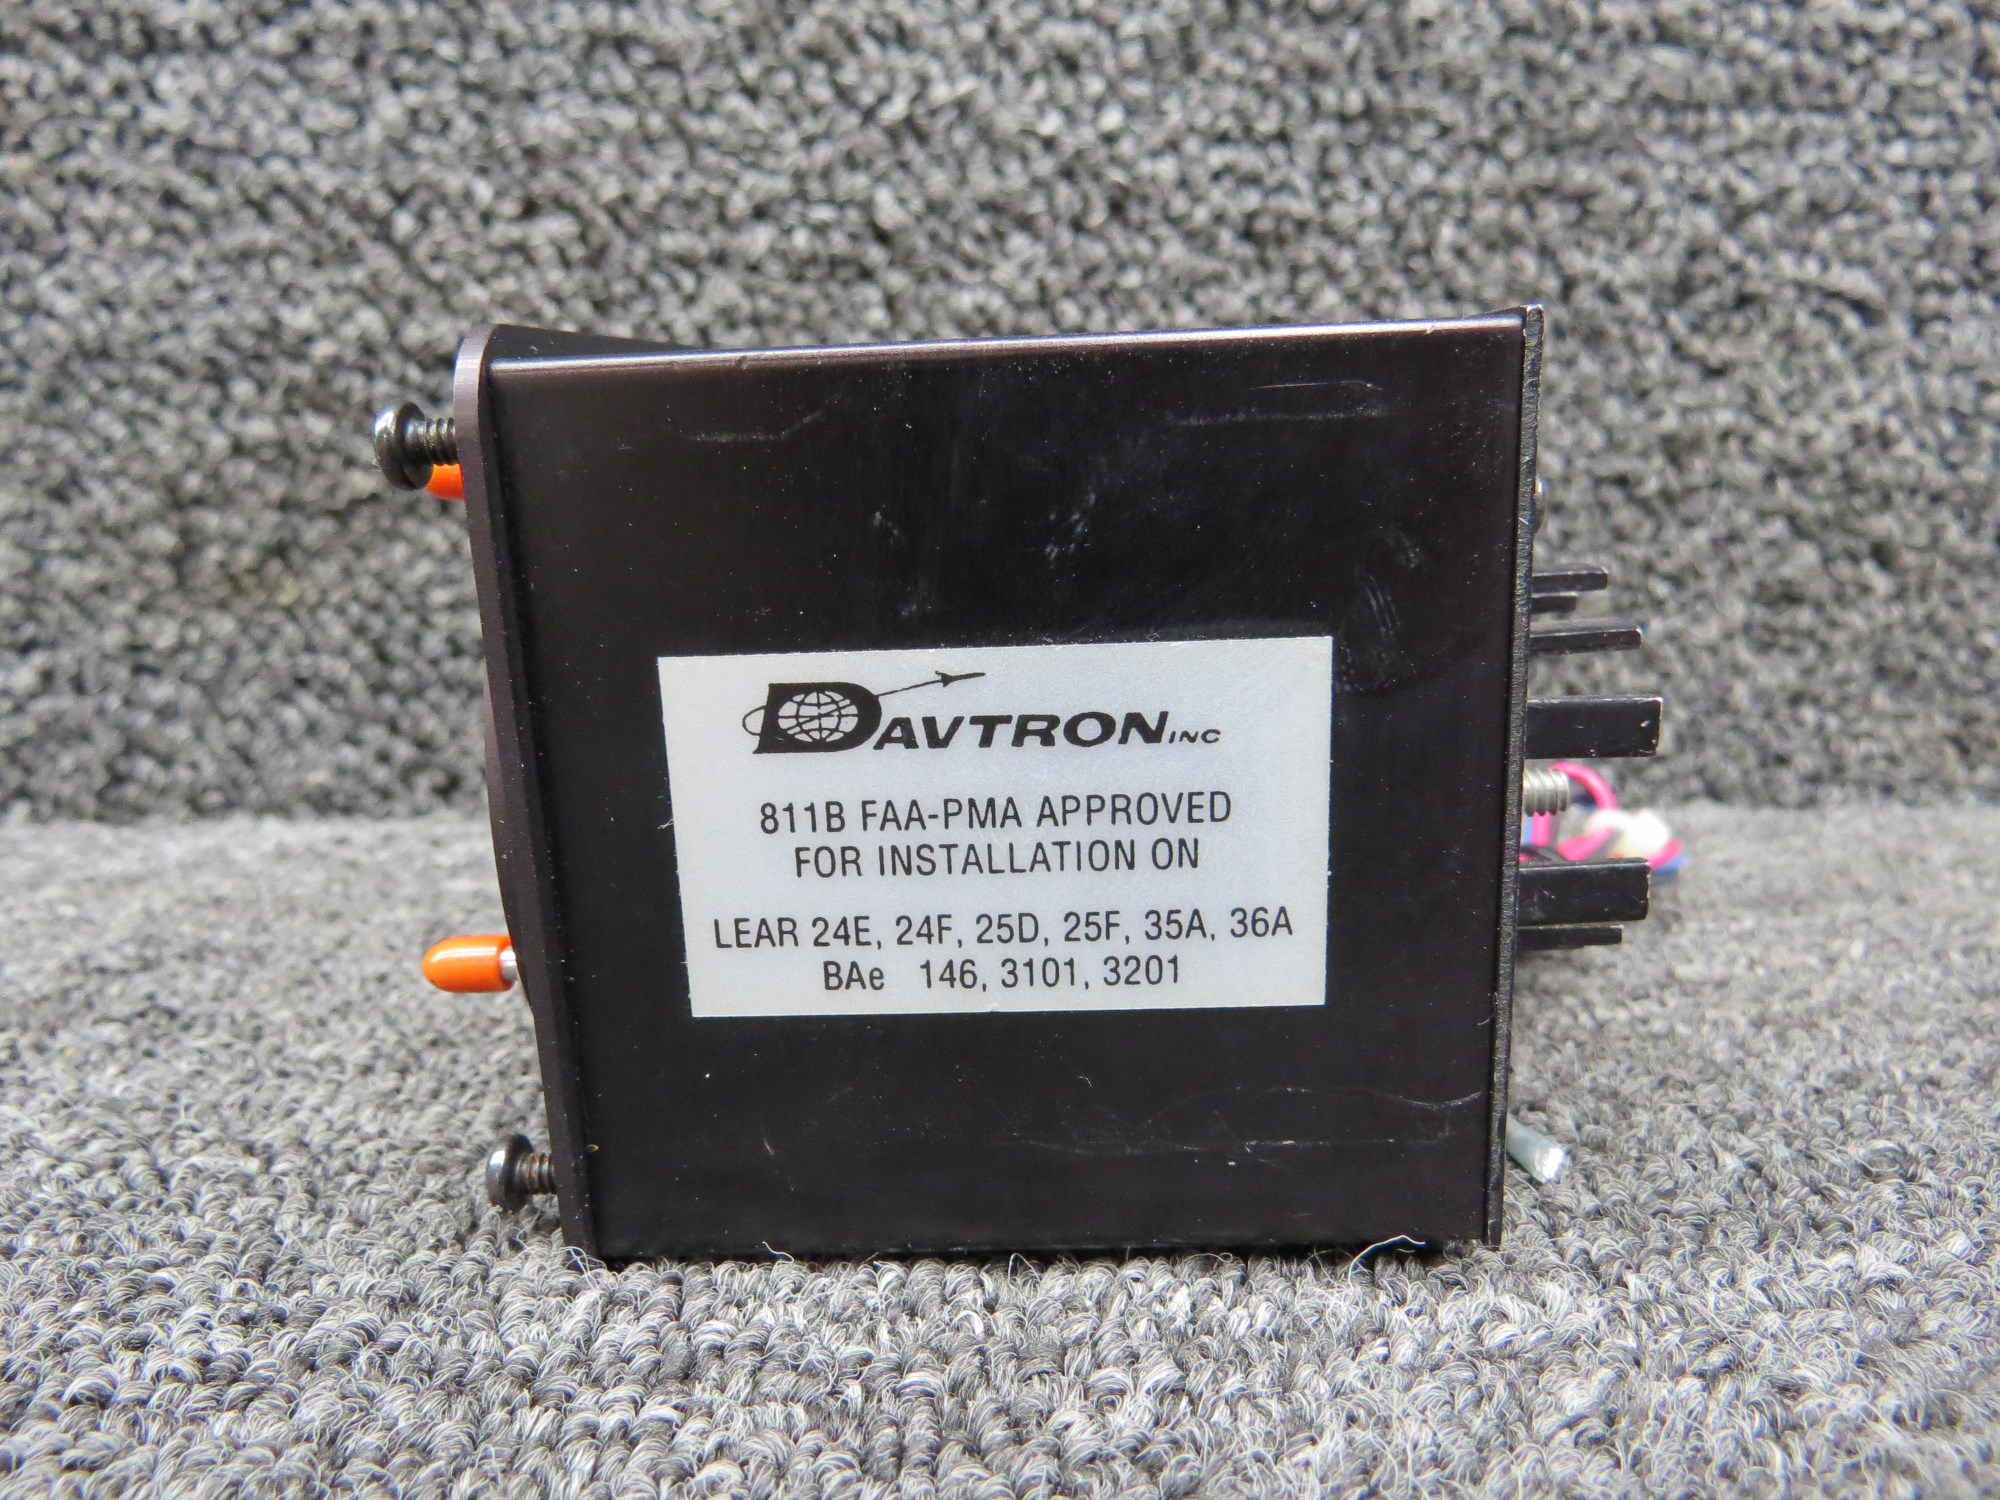 DAVTRON INC
811B FAA-PMA APPROVED
FOR INSTALLATION ON
LEAR 24E, 24F, 25D, 25F, 35A, 36A
BAe 146, 3101, 3201